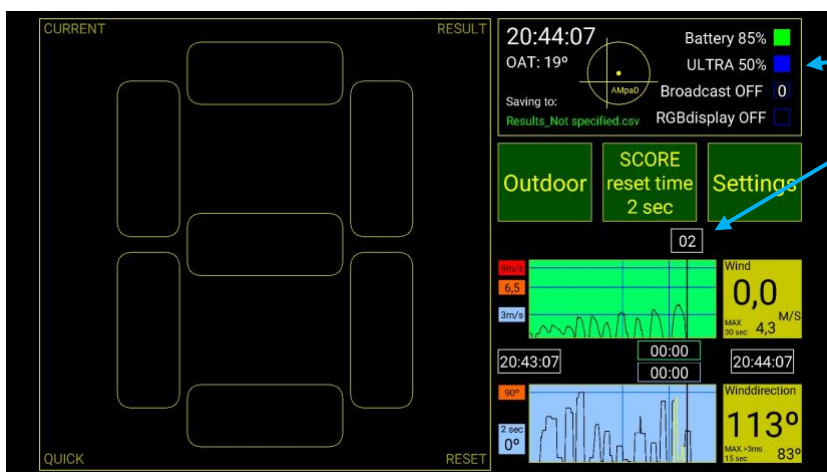 CURRENT
RESULT
QUICK
RESET
20:44:07
OAT: 19º
AMpaD
Saving to:
Results_Not specified.csv
Battery 85%
ULTRA 50%
Broadcast OFF 0
RGBdisplay OFF
Outdoor
SCORE
reset time
2 sec
Settings
02
9m/s
6,5
3m/s
Wind
0,0
M/S
MAX
30 sec 4,3
20:43:07
00:00
00:00
20:44:07
90º
2 sec
0º
Winddirection
113º
MAX >3ms
15 sec 83º